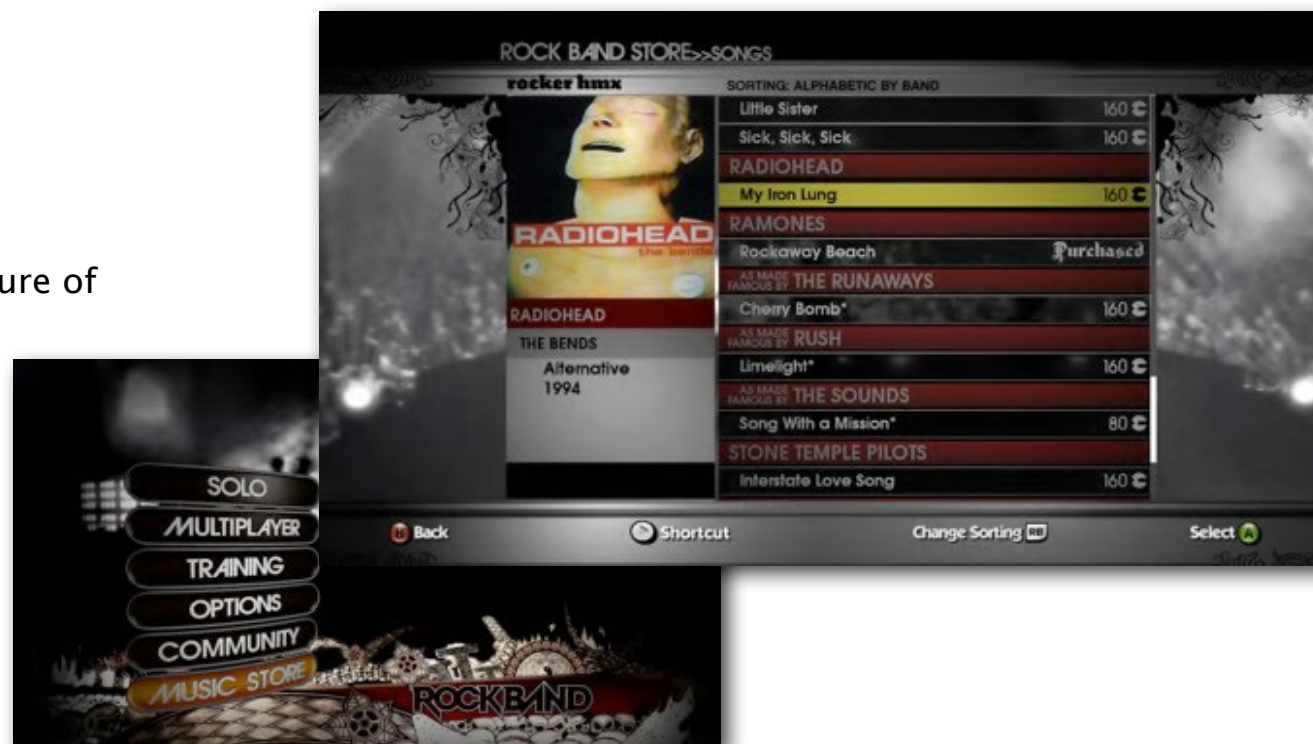 ure of
ROCK BAND STORE>>SONGS
rocker hmx
SORTING: ALPHABETIC BY BAND
RADIOHEAD
the bends
RADIOHEAD
THE BENDS
Alternative
1994
Little Sister 160
Sick, Sick, Sick 160
RADIOHEAD
My Iron Lung 160
RAMONES
Rockaway Beach Purchased
AS MADE FAMOUS BY THE RUNAWAYS
Cherry Bomb* 160
AS MADE FAMOUS BY RUSH
Limelight* 160
AS MADE FAMOUS BY THE SOUNDS
Song With a Mission* 80
STONE TEMPLE PILOTS
Interstate Love Song 160
B Back Shortcut Change Sorting RB Select A
SOLO
MULTIPLAYER
TRAINING
OPTIONS
COMMUNITY
MUSIC STORE
ROCKBAND